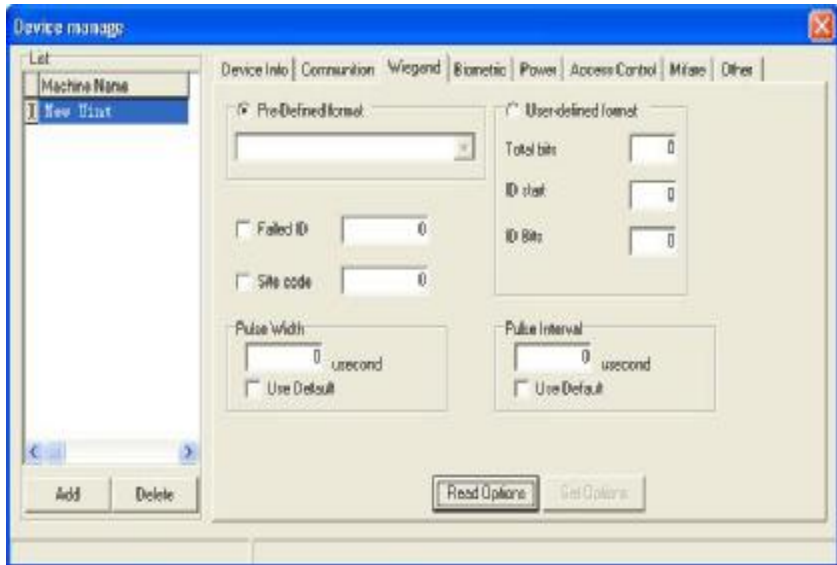 Device manage
List
Machine Name
New Uint
Add
Delete
Device Info
Communition
Wiegand
Biometric
Power
Access Control
Mifare
Other
Pre-Defined format
User-defined format
Total bits
0
ID start
0
ID Bits
0
Failed ID
0
Site code
0
Pulse Width
0
usecond
Use Default
Pulse Interval
0
usecond
Use Default
Read Options
Options